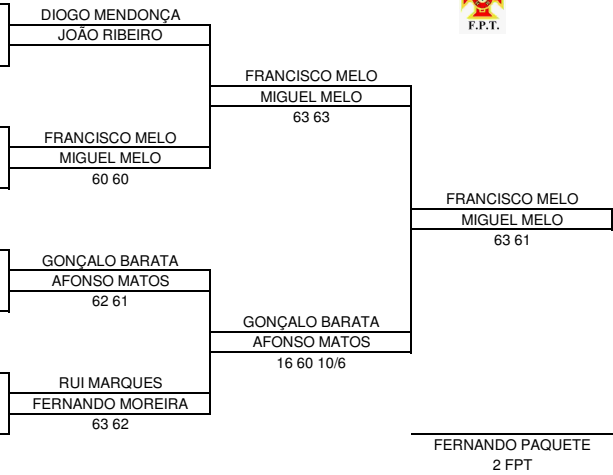 DIOGO MENDONÇA
JOÃO RIBEIRO
F.P.T.
FRANCISCO MELO
MIGUEL MELO
63 63
FRANCISCO MELO
MIGUEL MELO
60 60
FRANCISCO MELO
MIGUEL MELO
63 61
GONÇALO BARATA
AFONSO MATOS
62 61
GONÇALO BARATA
AFONSO MATOS
16 60 10/6
RUI MARQUES
FERNANDO MOREIRA
63 62
FERNANDO PAQUETE
2 FPT